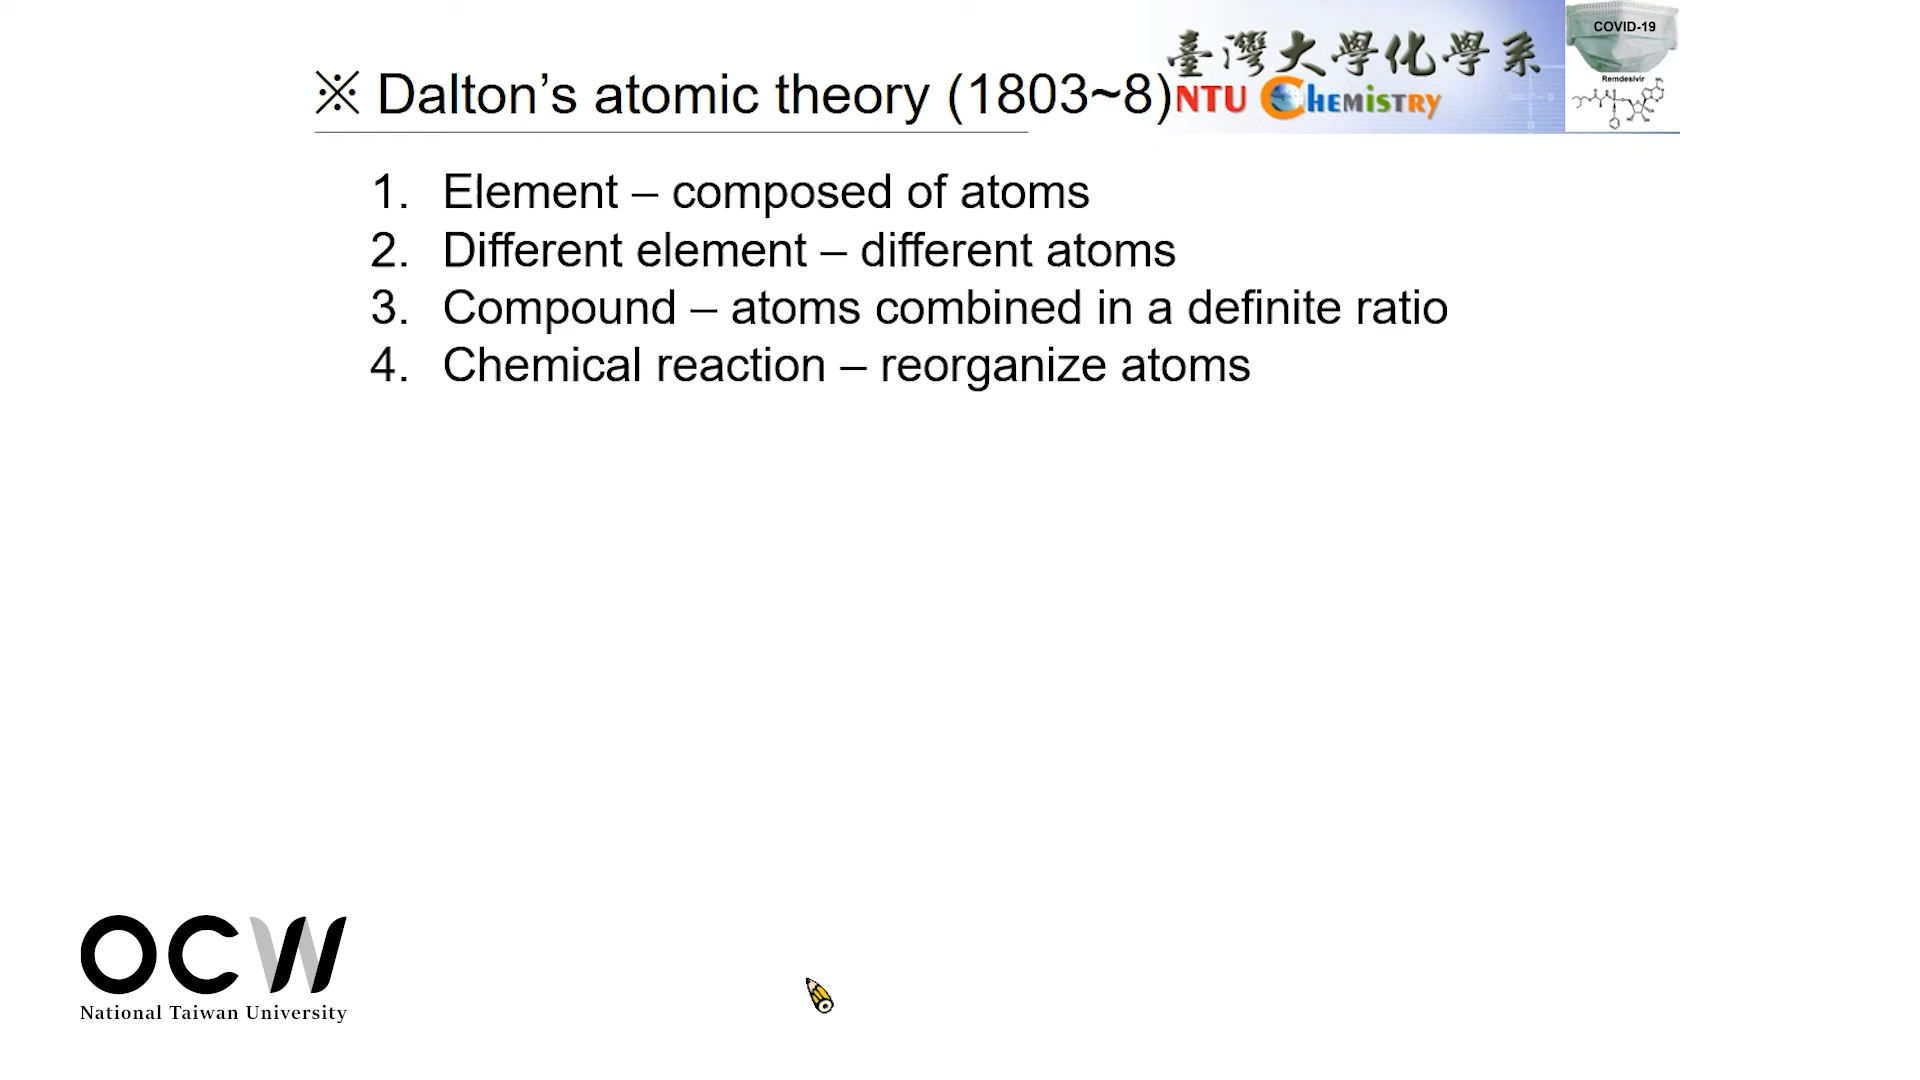 ※ Dalton’s atomic theory (1803~8)
臺灣大學化學系
NTU CHEMISTRY
COVID-19
Remdesivir
1. Element – composed of atoms
2. Different element – different atoms
3. Compound – atoms combined in a definite ratio
4. Chemical reaction – reorganize atoms
OCW
National Taiwan University